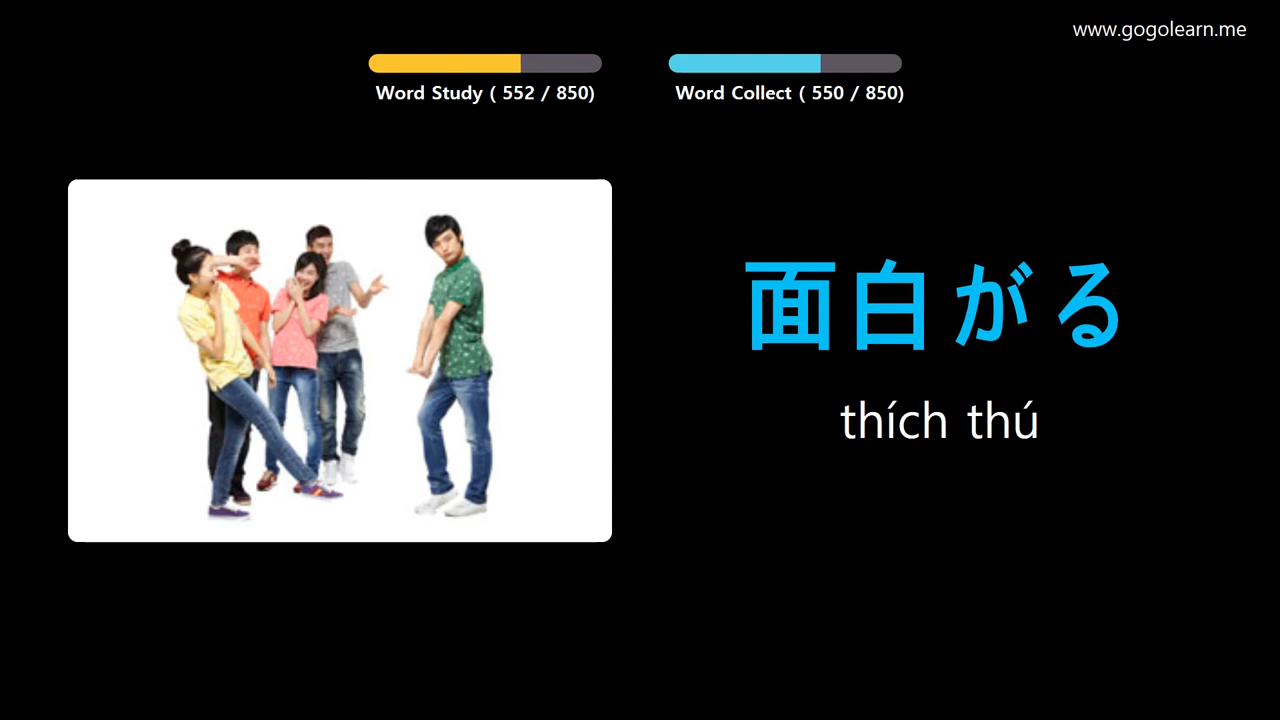 www.gogolearn.me
Word Study ( 552 / 850)
Word Collect ( 550 / 850)
面白がる
thích thú